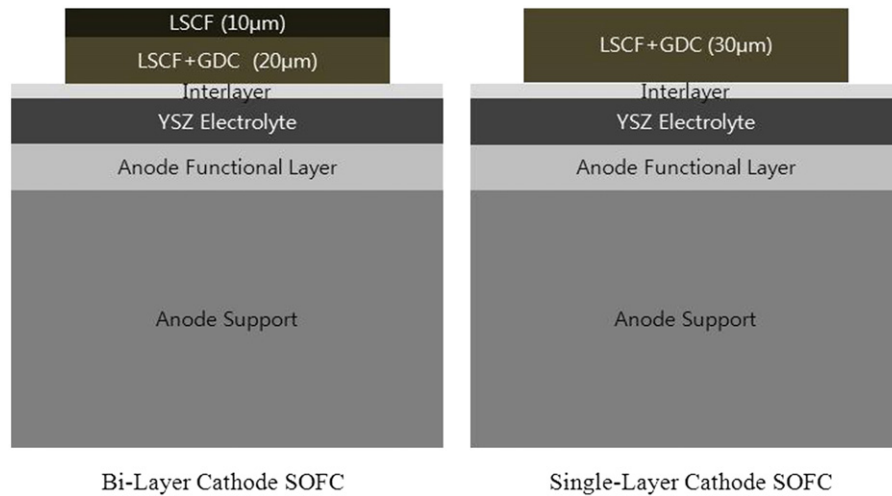 LSCF (10μm)
LSCF+GDC (20μm)
Interlayer
YSZ Electrolyte
Anode Functional Layer
Anode Support
Bi-Layer Cathode SOFC
LSCF+GDC (30μm)
Interlayer
YSZ Electrolyte
Anode Functional Layer
Anode Support
Single-Layer Cathode SOFC